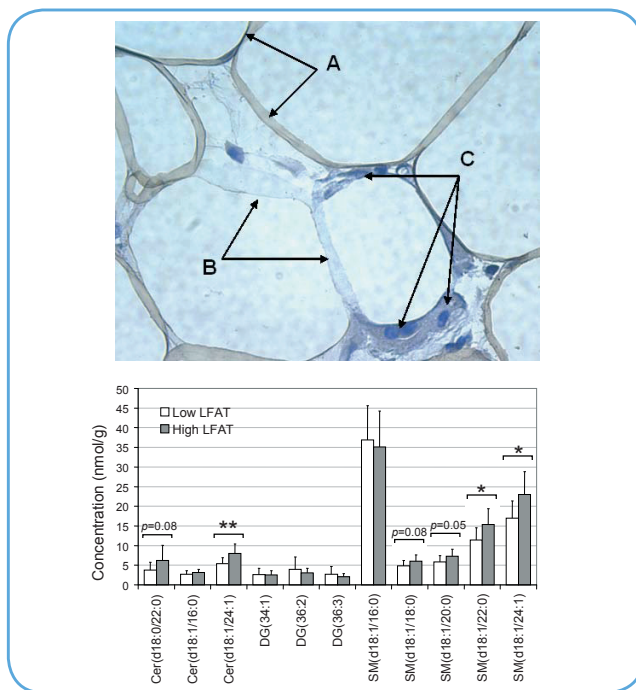 A
C
B
50
45
40
35
30
25
20
15
10
5
0
Concentration (nmol/g)
Low LFAT
High LFAT
p=0.08
**
p=0.08
p=0.05
*
*
Cer(d18:0/22:0)
Cer(d18:1/16:0)
Cer(d18:1/24:1)
DG(34:1)
DG(36:2)
DG(36:3)
SM(d18:1/16:0)
SM(d18:1/18:0)
SM(d18:1/20:0)
SM(d18:1/22:0)
SM(d18:1/24:1)